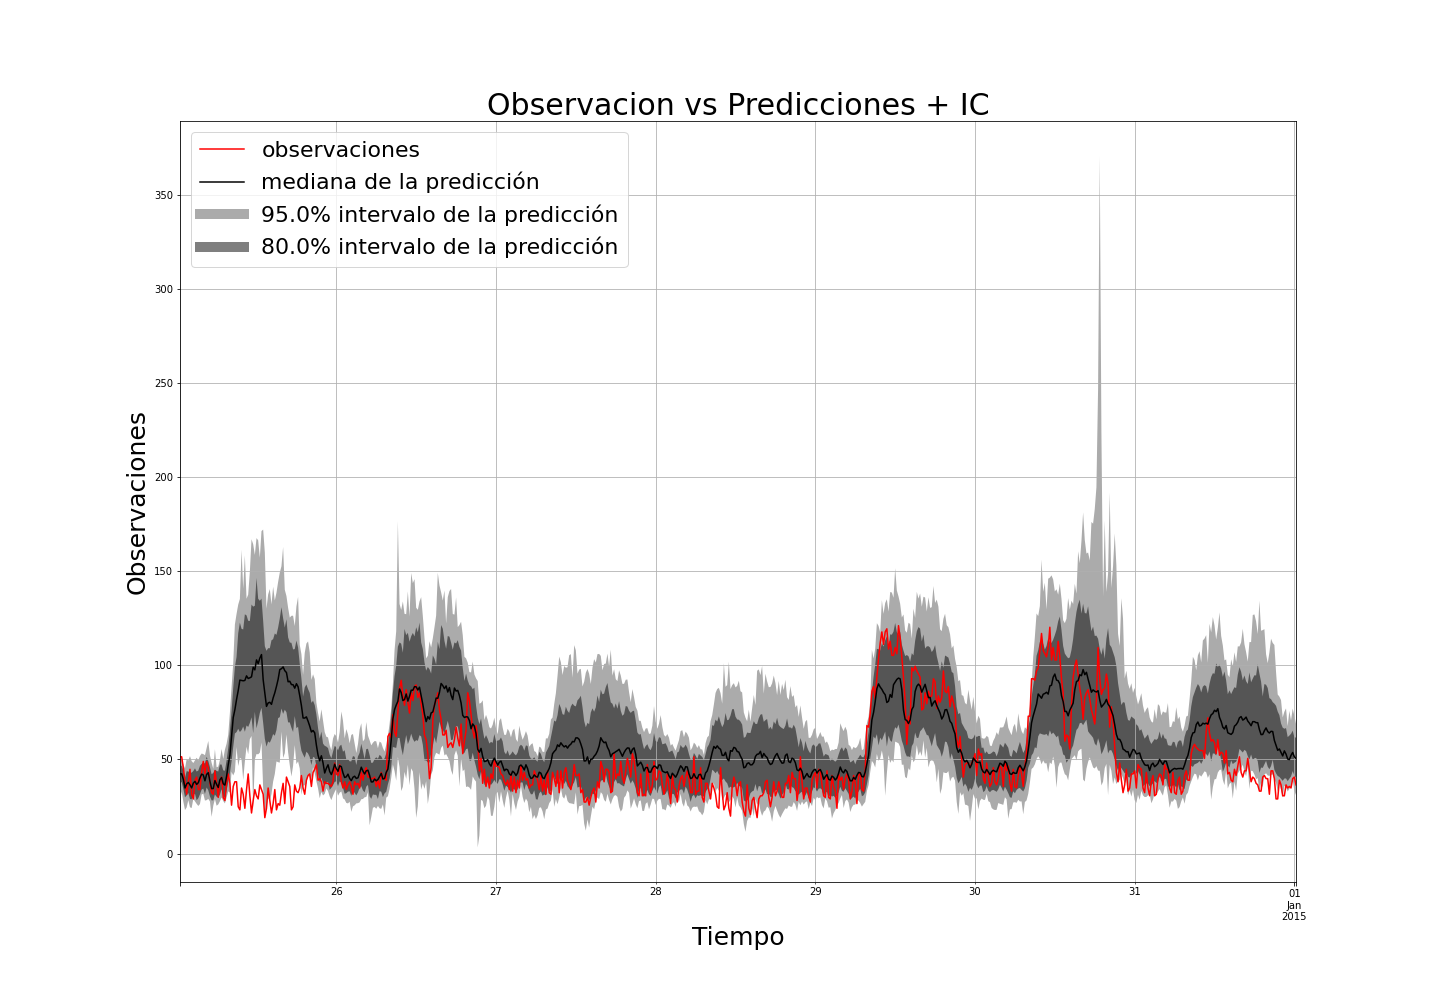 Observacion vs Predicciones + IC
observaciones
mediana de la predicción
95.0% intervalo de la predicción
80.0% intervalo de la predicción
Observaciones
350
300
250
200
150
100
50
0
26
27
28
29
30
31
01
Jan
2015
Tiempo